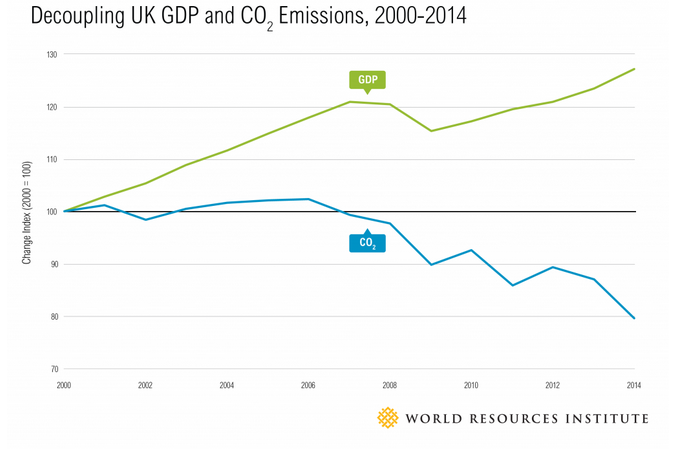 Decoupling UK GDP and CO₂ Emissions, 2000-2014
Change Index (2000 = 100)
130
120
110
100
90
80
70
GDP
CO₂
2000 2002 2004 2006 2008 2010 2012 2014
WORLD RESOURCES INSTITUTE